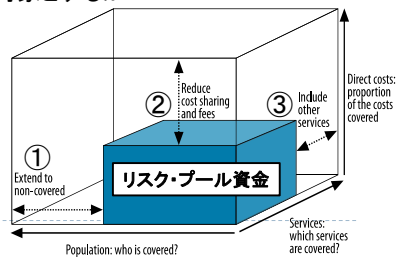 ②
Reduce
cost sharing
and fees
③
Include
other
services
Direct costs:
proportion
of the costs
covered
①
Extend to
non-covered
リスク・プール資金
Services:
which services
are covered?
Population: who is covered?